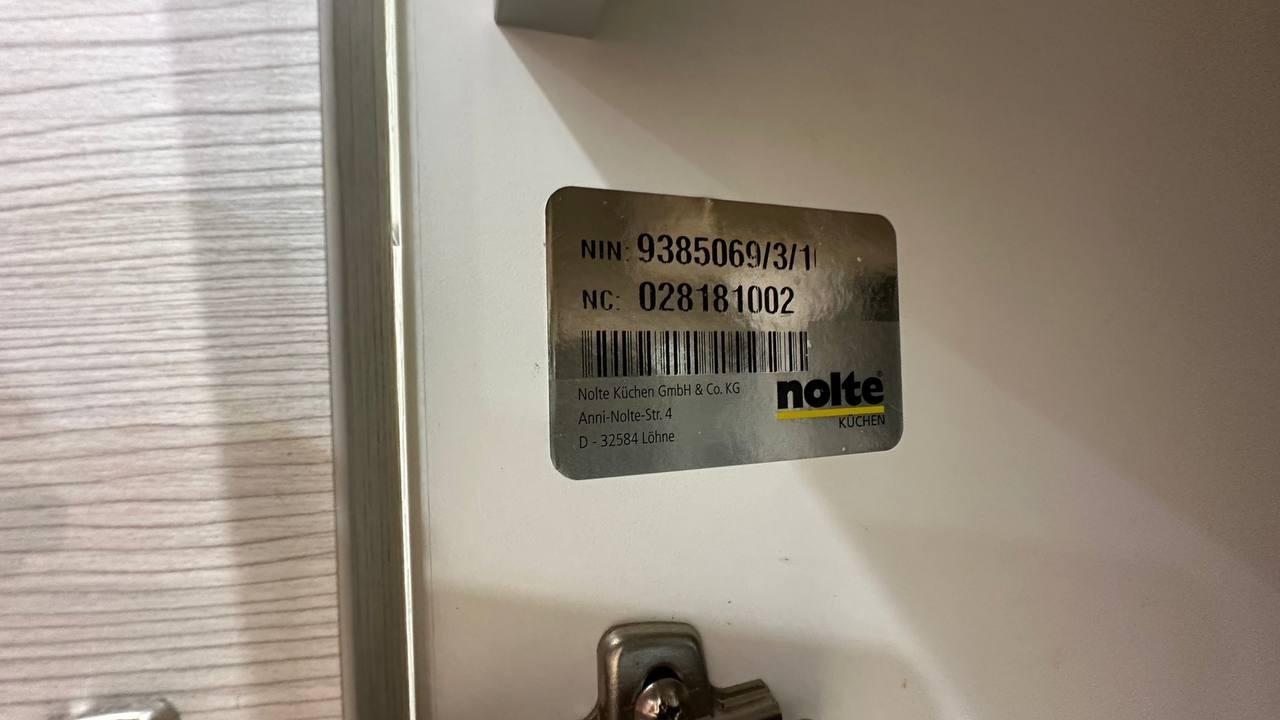 NIN: 9385069/3/1
NC: 028181002
Nolte Küchen GmbH & Co. KG
Anni-Nolte-Str. 4
D - 32584 Löhne
nolte®
KÜCHEN